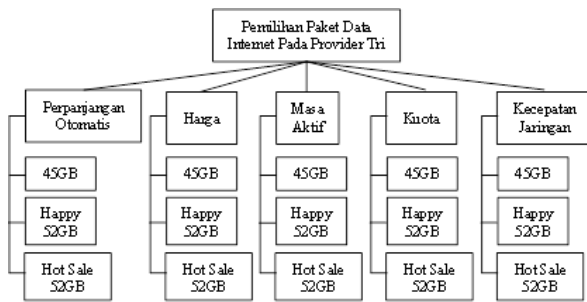 Pemilihan Paket Data
Internet Pada Provider Tri
Perpanjangan
Otomatis
Harga
Masa
Aktif
Kuota
Kecepatan
Jaringan
45GB
45GB
45GB
45GB
45GB
Happy
52GB
Happy
52GB
Happy
52GB
Happy
52GB
Happy
52GB
Hot Sale
52GB
Hot Sale
52GB
Hot Sale
52GB
Hot Sale
52GB
Hot Sale
52GB